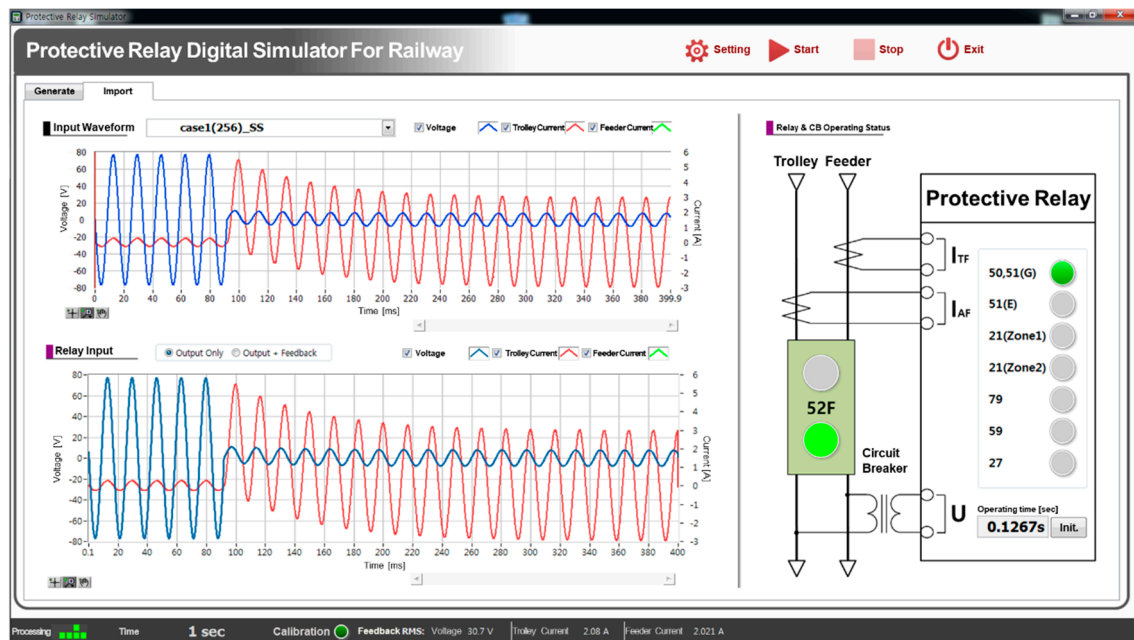 Protective Relay Simulator
Protective Relay Digital Simulator For Railway
Setting Start Stop Exit
Generate Import
Input Waveform case1(256)_SS Voltage Trolley Current Feeder Current
80 60 40 20 0 -20 -40 -60 -80
Voltage [V]
6 5 4 3 2 1 0 -1 -2 -3
Current [A]
0 20 40 60 80 100 120 140 160 180 200 220 240 260 280 300 320 340 360 380 399.9
Time [ms]
Relay Input Output Only Output + Feedback Voltage Trolley Current Feeder Current
80 60 40 20 0 -20 -40 -60 -80
Voltage [V]
6 5 4 3 2 1 0 -1 -2 -3
Current [A]
0.1 20 40 60 80 100 120 140 160 180 200 220 240 260 280 300 320 340 360 380 400
Time [ms]
Relay & CB Operating Status
Trolley Feeder
Protective Relay
ITF
IAF
50,51(G)
51(E)
21(Zone1)
21(Zone2)
79
59
27
52F
Circuit
Breaker
U
Operating time [sec]
0.1267s Init.
Processing Time 1 sec Calibration Feedback RMS: Voltage 30.7 V Trolley Current 2.08 A Feeder Current 2.021 A